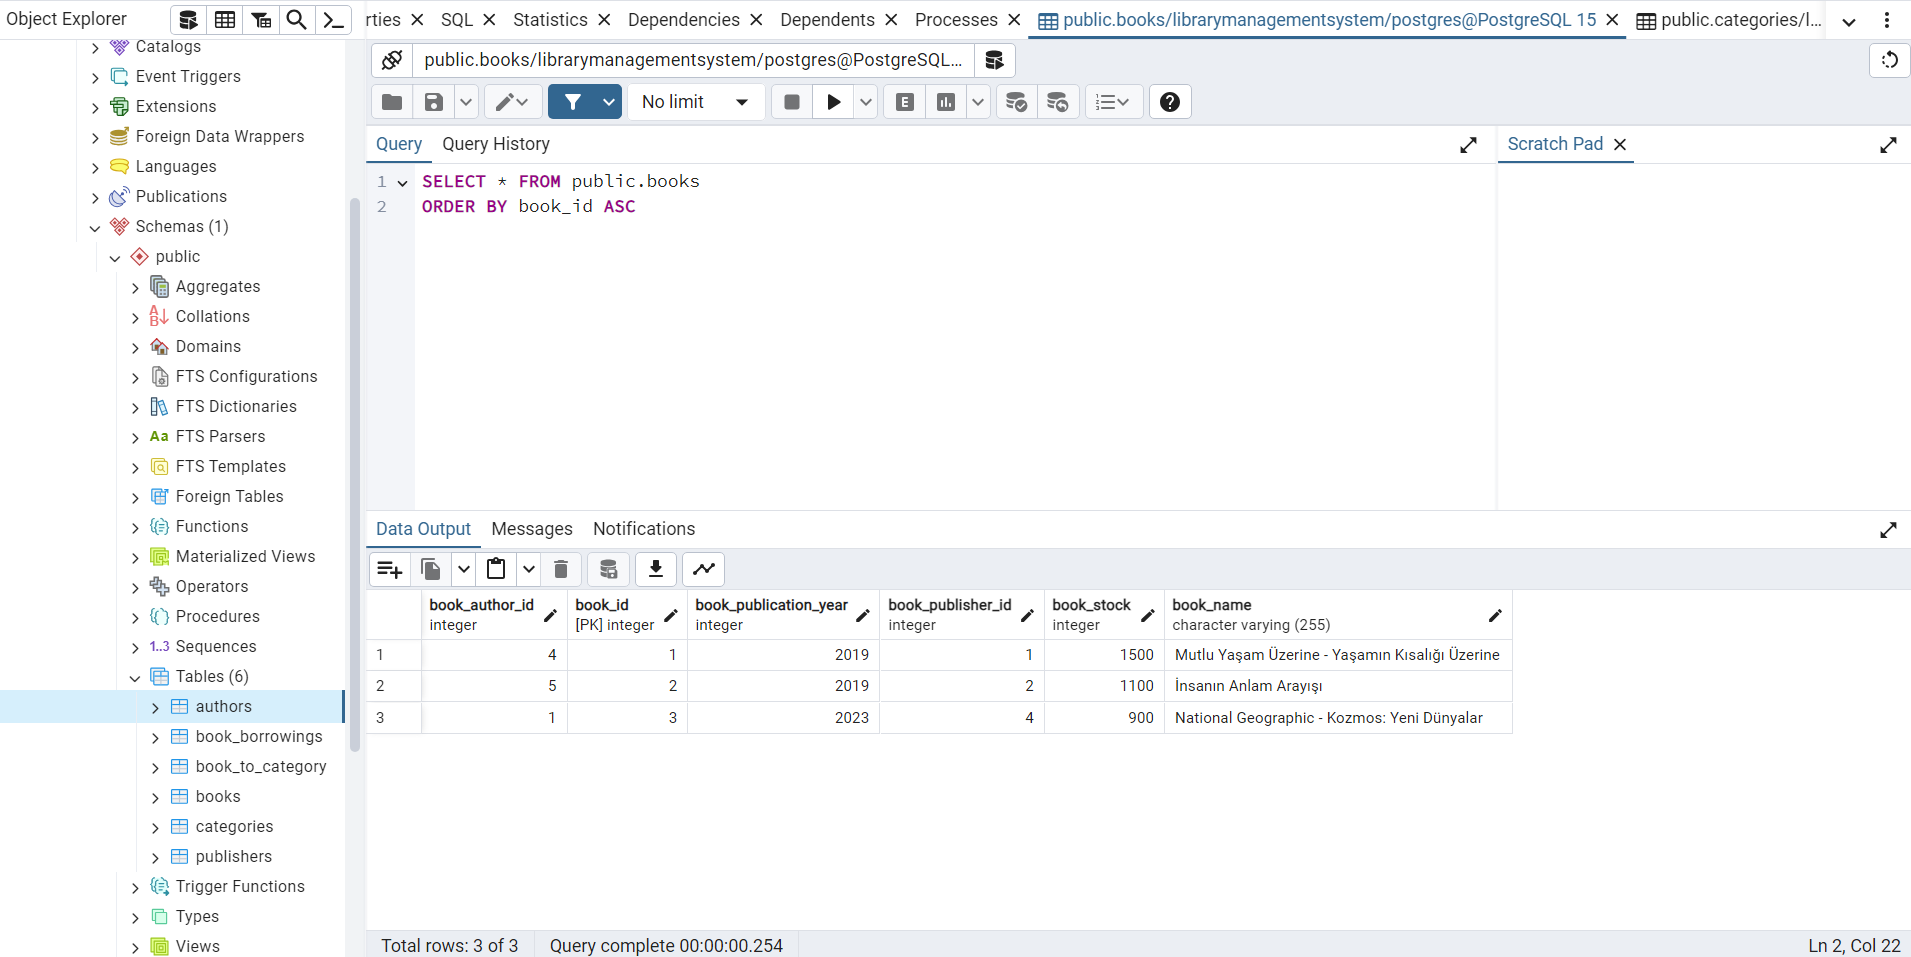 Object Explorer
rties
SQL
Statistics
Dependencies
Dependents
Processes
public.books/librarymanagementsystem/postgres@PostgreSQL 15
public.categories/l...
Catalogs
Event Triggers
Extensions
Foreign Data Wrappers
Languages
Publications
Schemas (1)
public
Aggregates
Collations
Domains
FTS Configurations
FTS Dictionaries
Aa FTS Parsers
FTS Templates
Foreign Tables
Functions
Materialized Views
Operators
Procedures
1..3 Sequences
Tables (6)
authors
book_borrowings
book_to_category
books
categories
publishers
Trigger Functions
Types
Views
public.books/librarymanagementsystem/postgres@PostgreSQL...
No limit
E
Query
Query History
Scratch Pad
1 SELECT * FROM public.books
2 ORDER BY book_id ASC
Data Output
Messages
Notifications
book_author_id book_id book_publication_year book_publisher_id book_stock book_name
integer [PK] integer integer integer integer character varying (255)
1 4 1 2019 1 1500 Mutlu Yaşam Üzerine - Yaşamın Kısalığı Üzerine
2 5 2 2019 2 1100 İnsanın Anlam Arayışı
3 1 3 2023 4 900 National Geographic - Kozmos: Yeni Dünyalar
Total rows: 3 of 3
Query complete 00:00:00.254
Ln 2, Col 22